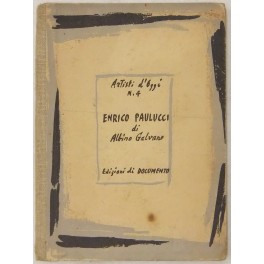 Artisti d'Oggi
N. 4
ENRICO PAULUCCI
di
Albino Galvano
Edizioni di DOCUMENTO